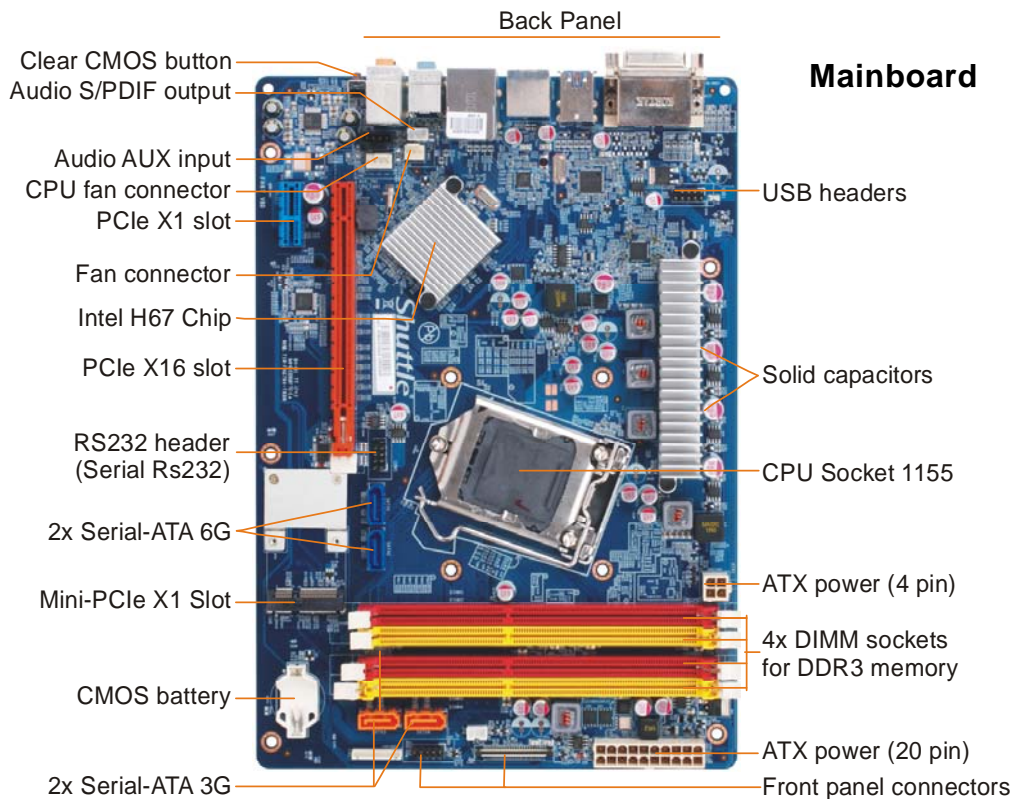 Back Panel
Mainboard
Clear CMOS button
Audio S/PDIF output
Audio AUX input
CPU fan connector
PCIe X1 slot
Fan connector
Intel H67 Chip
PCIe X16 slot
RS232 header
(Serial Rs232)
2x Serial-ATA 6G
Mini-PCIe X1 Slot
CMOS battery
2x Serial-ATA 3G
USB headers
Solid capacitors
CPU Socket 1155
ATX power (4 pin)
4x DIMM sockets
for DDR3 memory
ATX power (20 pin)
Front panel connectors
Shuttle